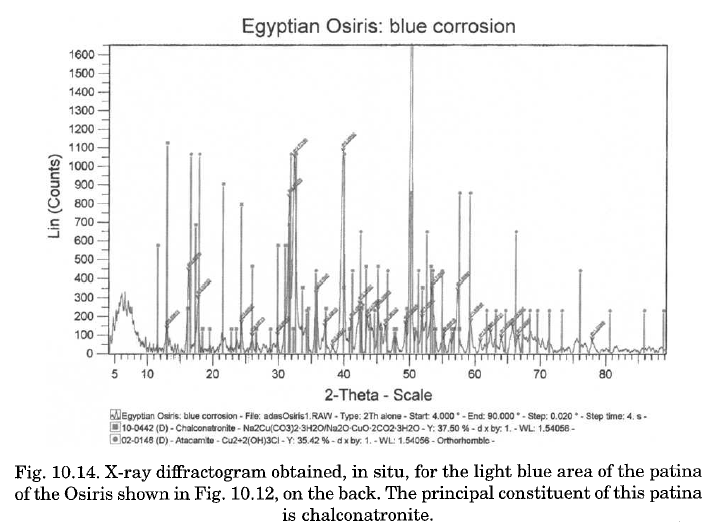 Egyptian Osiris: blue corrosion
Lin (Counts)
1600
1500
1400
1300
1200
1100
1000
900
800
700
600
500
400
300
200
100
0
5 10 20 30 40 50 60 70 80
2-Theta - Scale
Egyptian Osiris: blue corrosion - File: adasOsiris1.RAW - Type: 2Th alone - Start: 4.000 ° - End: 90.000 ° - Step: 0.020 ° - Step time: 4. s -
10-0442 (D) - Chalconatronite - Na2Cu(CO3)2·3H2O/Na2O·CuO·2CO2·3H2O - Y: 37.50 % - d x by: 1. - WL: 1.54056 -
02-0146 (D) - Atacamite - Cu2+2(OH)3Cl - Y: 35.42 % - d x by: 1. - WL: 1.54056 - Orthorhombic -
Fig. 10.14. X-ray diffractogram obtained, in situ, for the light blue area of the patina
of the Osiris shown in Fig. 10.12, on the back. The principal constituent of this patina
is chalconatronite.